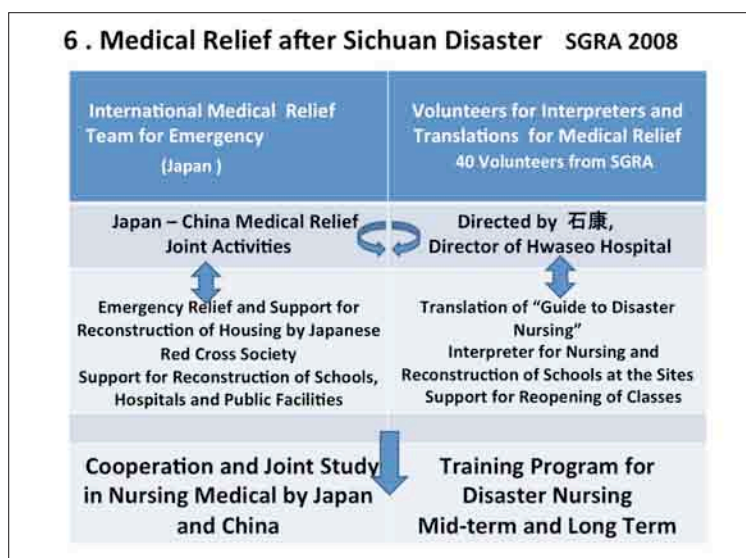 6 . Medical Relief after Sichuan Disaster SGRA 2008
International Medical Relief
Team for Emergency
(Japan )
Volunteers for Interpreters and
Translations for Medical Relief
40 Volunteers from SGRA
Japan – China Medical Relief
Joint Activities
Directed by 石康,
Director of Hwaseo Hospital
Emergency Relief and Support for
Reconstruction of Housing by Japanese
Red Cross Society
Support for Reconstruction of Schools,
Hospitals and Public Facilities
Translation of “Guide to Disaster
Nursing”
Interpreter for Nursing and
Reconstruction of Schools at the Sites
Support for Reopening of Classes
Cooperation and Joint Study
in Nursing Medical by Japan
and China
Training Program for
Disaster Nursing
Mid-term and Long Term